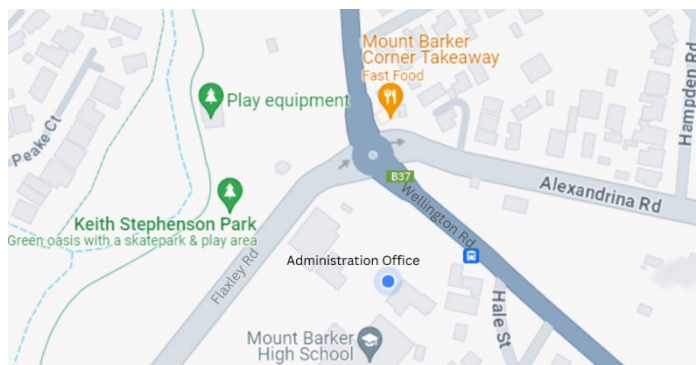 Mount Barker
Corner Takeaway
Fast Food
Play equipment
Hampden Rd
Peake Ct
B37
Wellington Rd
Alexandrina Rd
Keith Stephenson Park
Green oasis with a skatepark & play area
Flaxley Rd
Administration Office
Hale St
Mount Barker
High School